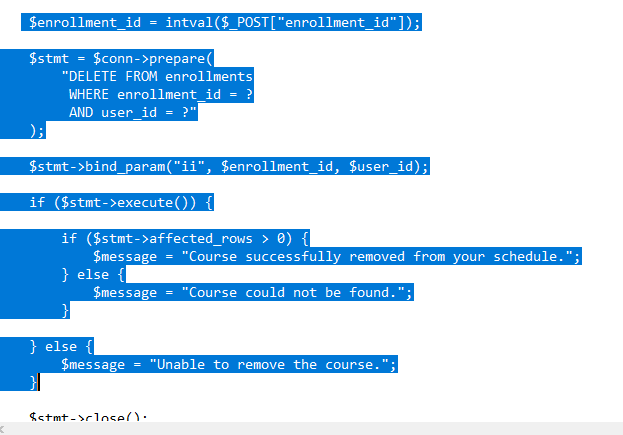 $enrollment_id = intval($_POST["enrollment_id"]);
$stmt = $conn->prepare(
"DELETE FROM enrollments
WHERE enrollment_id = ?
AND user_id = ?"
);
$stmt->bind_param("ii", $enrollment_id, $user_id);
if ($stmt->execute()) {
if ($stmt->affected_rows > 0) {
$message = "Course successfully removed from your schedule.";
} else {
$message = "Course could not be found.";
}
} else {
$message = "Unable to remove the course.";
}
$stmt->close();